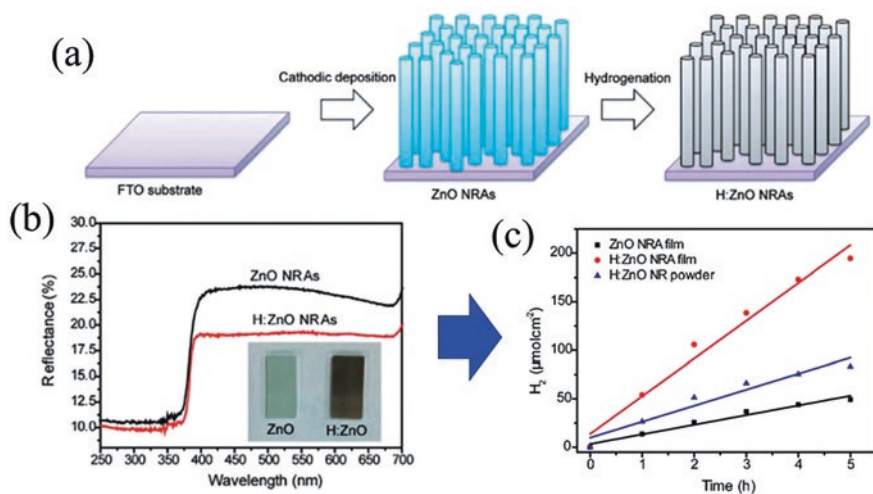 (a)
Cathodic deposition
Hydrogenation
FTO substrate
ZnO NRAs
H:ZnO NRAs
(b)
30.0
27.5
25.0
22.5
20.0
17.5
15.0
12.5
10.0
Reflectance (%)
ZnO NRAs
H:ZnO NRAs
ZnO
H:ZnO
250 300 350 400 450 500 550 600 650 700
Wavelength (nm)
(c)
200
150
100
50
0
H₂ (μmolcm⁻²)
ZnO NRA film
H:ZnO NRA film
H:ZnO NR powder
0 1 2 3 4 5
Time (h)